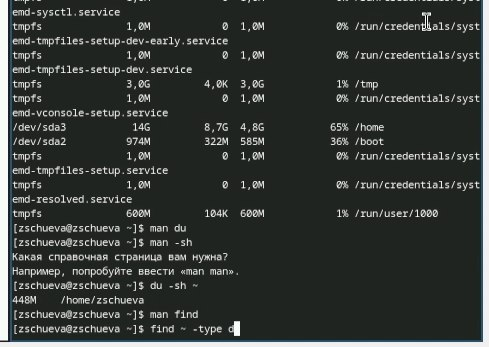 emd-sysctl.service
tmpfs 1,0M 0 1,0M 0% /run/credentials/syst
emd-tmpfiles-setup-dev-early.service
tmpfs 1,0M 0 1,0M 0% /run/credentials/syst
emd-tmpfiles-setup-dev.service
tmpfs 3,0G 4,0K 3,0G 1% /tmp
tmpfs 1,0M 0 1,0M 0% /run/credentials/syst
emd-vconsole-setup.service
/dev/sda3 14G 8,7G 4,8G 65% /home
/dev/sda2 974M 322M 585M 36% /boot
tmpfs 1,0M 0 1,0M 0% /run/credentials/syst
emd-tmpfiles-setup.service
tmpfs 1,0M 0 1,0M 0% /run/credentials/syst
emd-resolved.service
tmpfs 600M 104K 600M 1% /run/user/1000
[zschueva@zschueva ~]$ man du
[zschueva@zschueva ~]$ man -sh
Какая справочная страница вам нужна?
Например, попробуйте ввести «man man».
[zschueva@zschueva ~]$ du -sh ~
448M /home/zschueva
[zschueva@zschueva ~]$ man find
[zschueva@zschueva ~]$ find ~ -type d